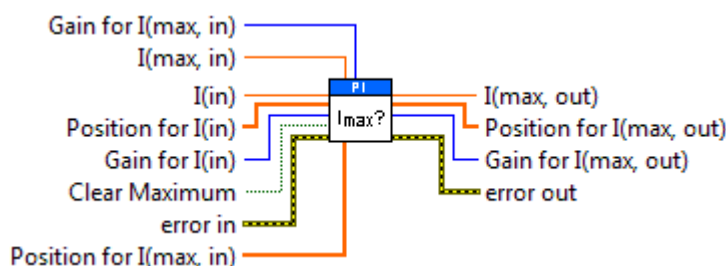 Gain for I(max, in)
I(max, in)
I(in)
Position for I(in)
Gain for I(in)
Clear Maximum
error in
Position for I(max, in)
PI
Imax?
I(max, out)
Position for I(max, out)
Gain for I(max, out)
error out